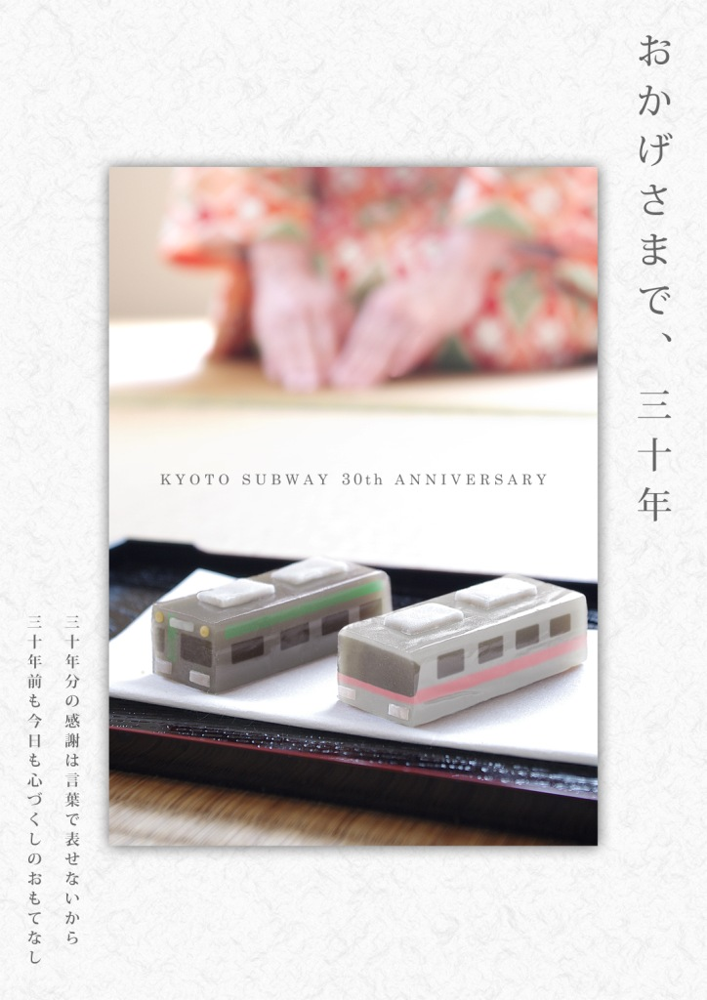 おかげさまで、三十年
KYOTO SUBWAY 30th ANNIVERSARY
三十年分の感謝は言葉で表せないから
三十年前も今日も心づくしのおもてなし